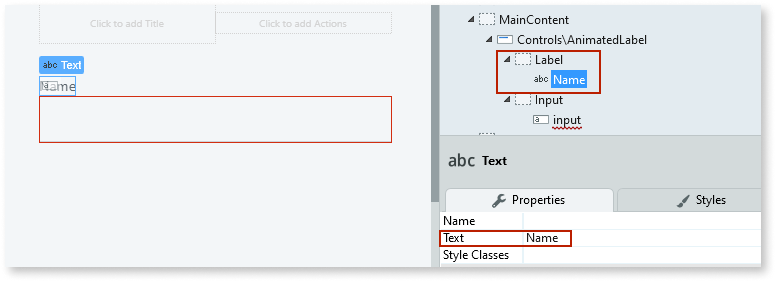 Click to add Title
Click to add Actions
abc Text
Name
MainContent
Controls\AnimatedLabel
Label
abc Name
Input
a input
abc Text
Properties
Styles
Name
Text Name
Style Classes